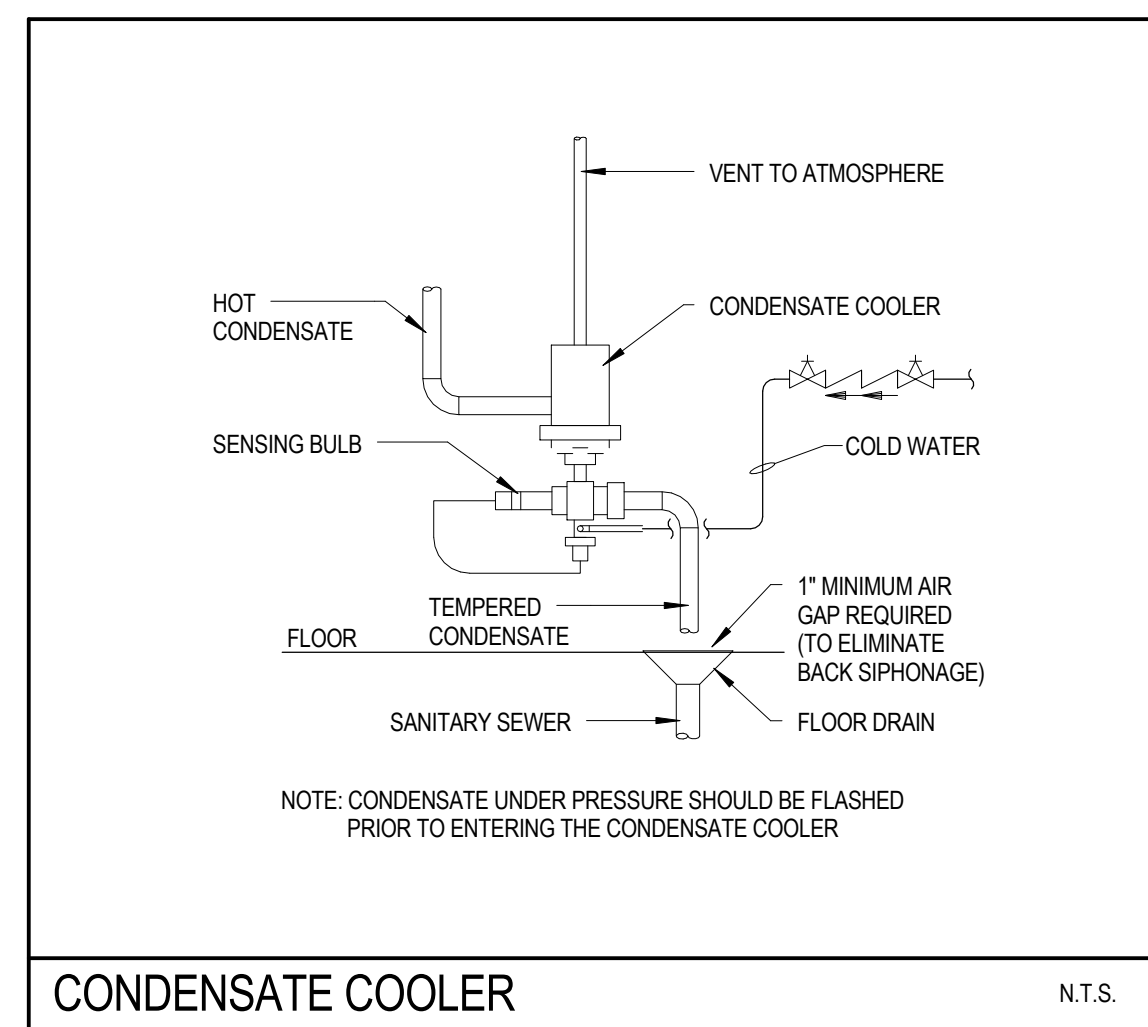 VENT TO ATMOSPHERE
HOT
CONDENSATE
CONDENSATE COOLER
SENSING BULB
COLD WATER
TEMPERED
CONDENSATE
FLOOR
1" MINIMUM AIR
GAP REQUIRED
(TO ELIMINATE
BACK SIPHONAGE)
SANITARY SEWER
FLOOR DRAIN
NOTE: CONDENSATE UNDER PRESSURE SHOULD BE FLASHED
PRIOR TO ENTERING THE CONDENSATE COOLER
CONDENSATE COOLER
N.T.S.